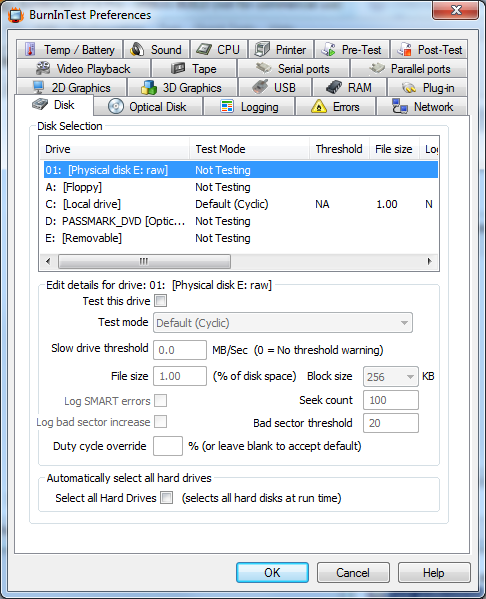 BurnInTest Preferences
Temp / Battery Sound CPU Printer Pre-Test Post-Test
Video Playback Tape Serial ports Parallel ports
2D Graphics 3D Graphics USB RAM Plug-in
Disk Optical Disk Logging Errors Network
Disk Selection
Drive Test Mode Threshold File size Log
01: [Physical disk E: raw] Not Testing
A: [Floppy] Not Testing
C: [Local drive] Default (Cyclic) NA 1.00 N
D: PASSMARK_DVD [Optic... Not Testing
E: [Removable] Not Testing
Edit details for drive: 01: [Physical disk E: raw]
Test this drive
Test mode Default (Cyclic)
Slow drive threshold 0.0 MB/Sec (0 = No threshold warning)
File size 1.00 (% of disk space) Block size 256 KB
Log SMART errors Seek count 100
Log bad sector increase Bad sector threshold 20
Duty cycle override % (or leave blank to accept default)
Automatically select all hard drives
Select all Hard Drives (selects all hard disks at run time)
OK Cancel Help